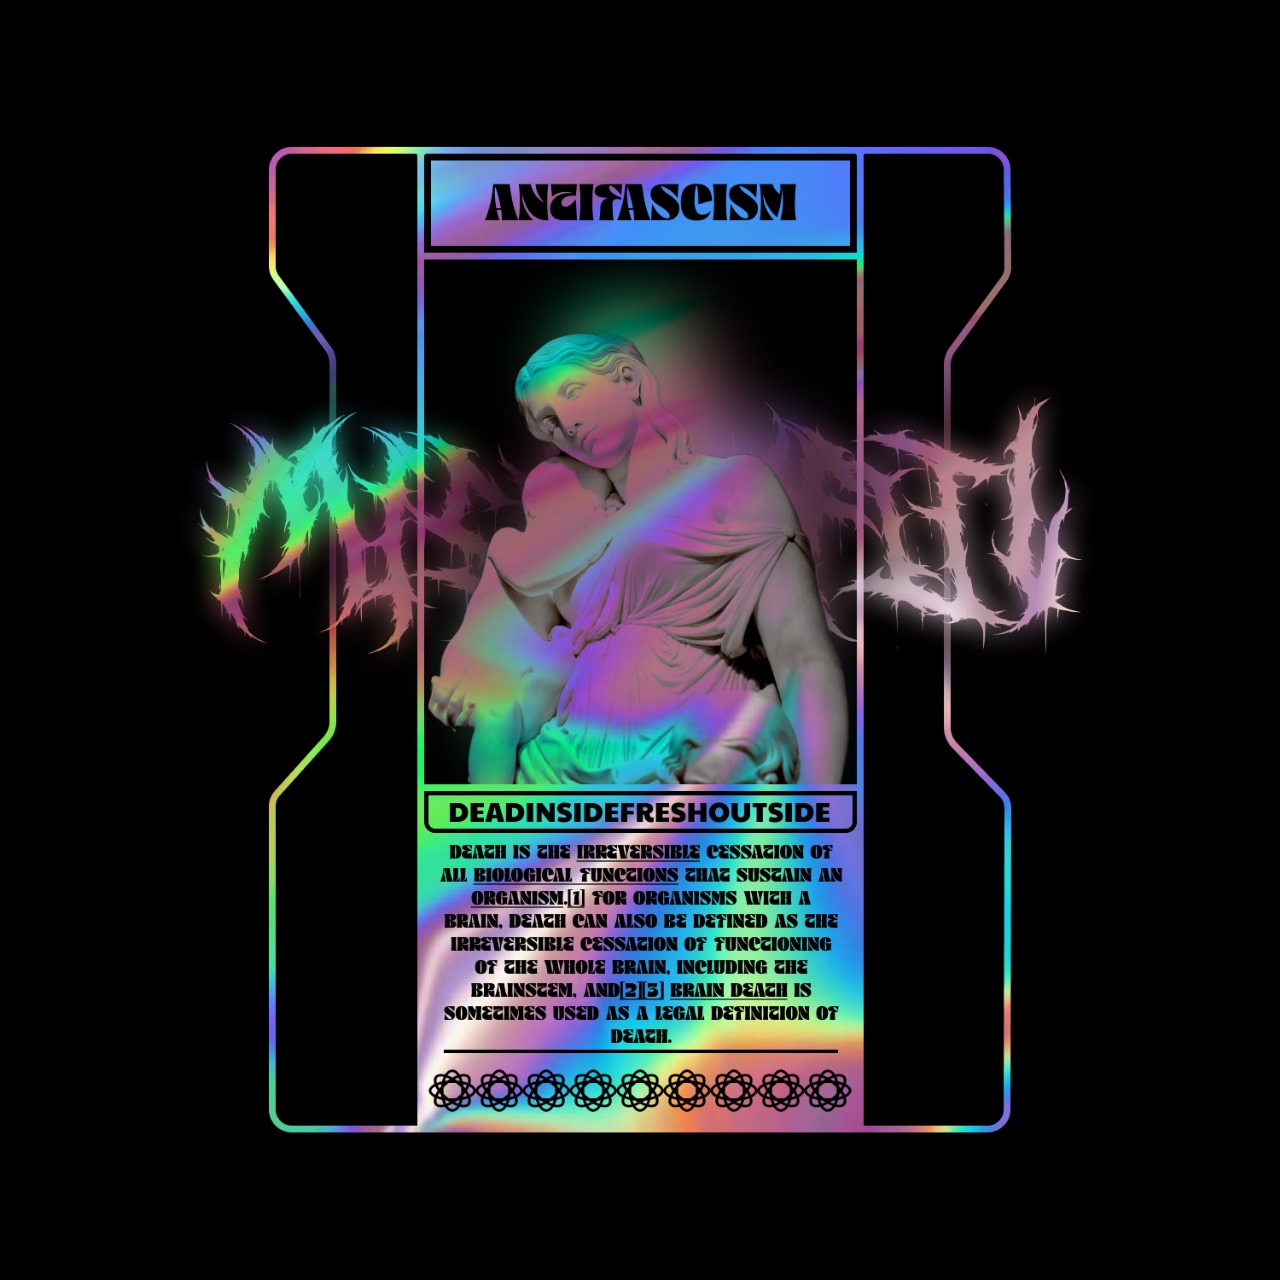 ANTIFASCISM
DEADINSIDEFRESHOUTSIDE
DEATH IS THE IRREVERSIBLE CESSATION OF
ALL BIOLOGICAL FUNCTIONS THAT SUSTAIN AN
ORGANISM.[1] FOR ORGANISMS WITH A
BRAIN, DEATH CAN ALSO BE DEFINED AS THE
IRREVERSIBLE CESSATION OF FUNCTIONING
OF THE WHOLE BRAIN, INCLUDING THE
BRAINSTEM, AND[2][3] BRAIN DEATH IS
SOMETIMES USED AS A LEGAL DEFINITION OF
DEATH.